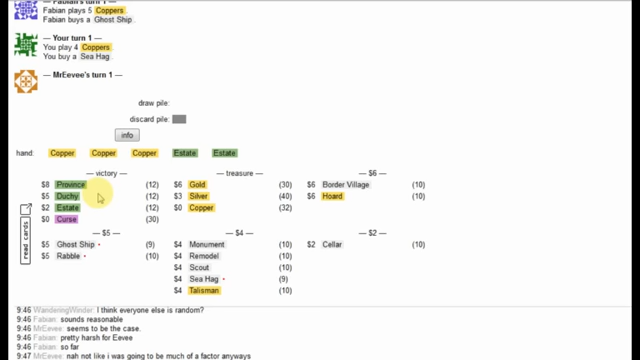 — Fabian's turn 1 —
Fabian plays 5 Coppers.
Fabian buys a Ghost Ship.
— Your turn 1 —
You play 4 Coppers.
You buy a Sea Hag.
— MrEevee's turn 1 —
draw pile:
discard pile:
info
hand: Copper Copper Copper Estate Estate
— victory —
$8 Province (12)
$5 Duchy (12)
$2 Estate (12)
$0 Curse (30)
— treasure —
$6 Gold (30)
$3 Silver (40)
$0 Copper (32)
— $6 —
$6 Border Village (10)
$6 Hoard (10)
read cards
— $5 —
$5 Ghost Ship • (9)
$5 Rabble • (10)
— $4 —
$4 Monument (10)
$4 Remodel (10)
$4 Scout (10)
$4 Sea Hag • (9)
$4 Talisman (10)
— $2 —
$2 Cellar (10)
9:46 WanderingWinder: I think everyone else is random?
9:46 Fabian: sounds reasonable
9:46 MrEevee: seems to be the case.
9:46 Fabian: pretty harsh for Eevee
9:46 Fabian: so far
9:47 MrEevee: nah not like i was going to be much of a factor anyways